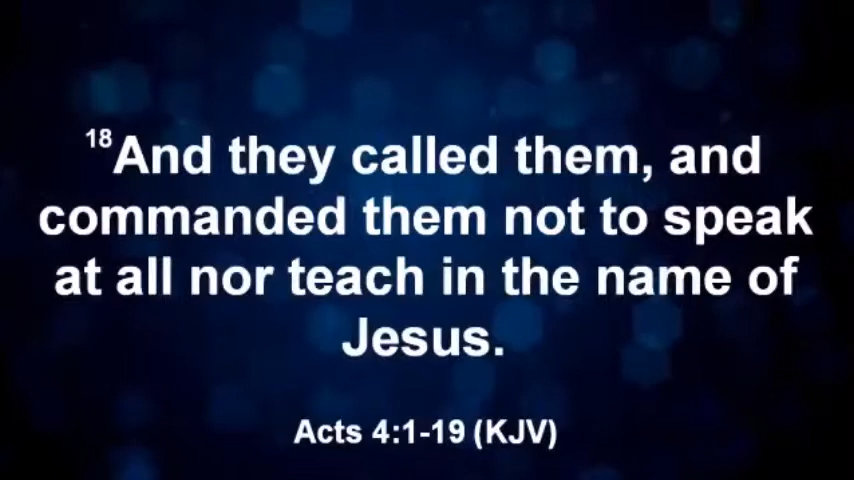 18And they called them, and
commanded them not to speak
at all nor teach in the name of
Jesus.
Acts 4:1-19 (KJV)